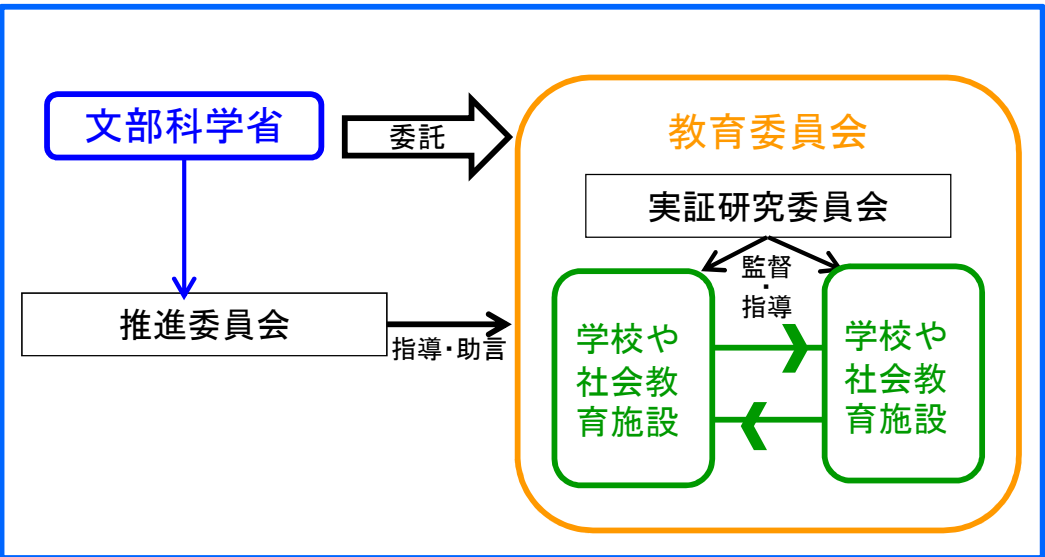 文部科学省
委託
教育委員会
実証研究委員会
監督
・
指導
推進委員会
指導・助言
学校や
社会教
育施設
学校や
社会教
育施設